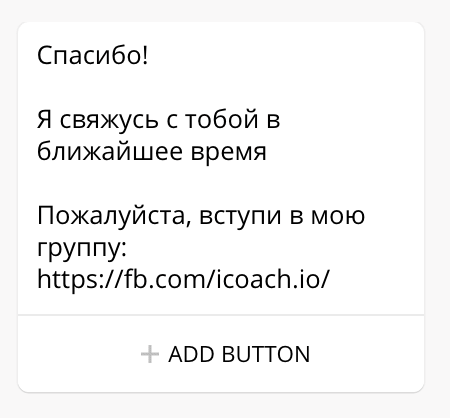 Спасибо!
Я свяжусь с тобой в
ближайшее время
Пожалуйста, вступи в мою
группу:
https://fb.com/icoach.io/
+ ADD BUTTON